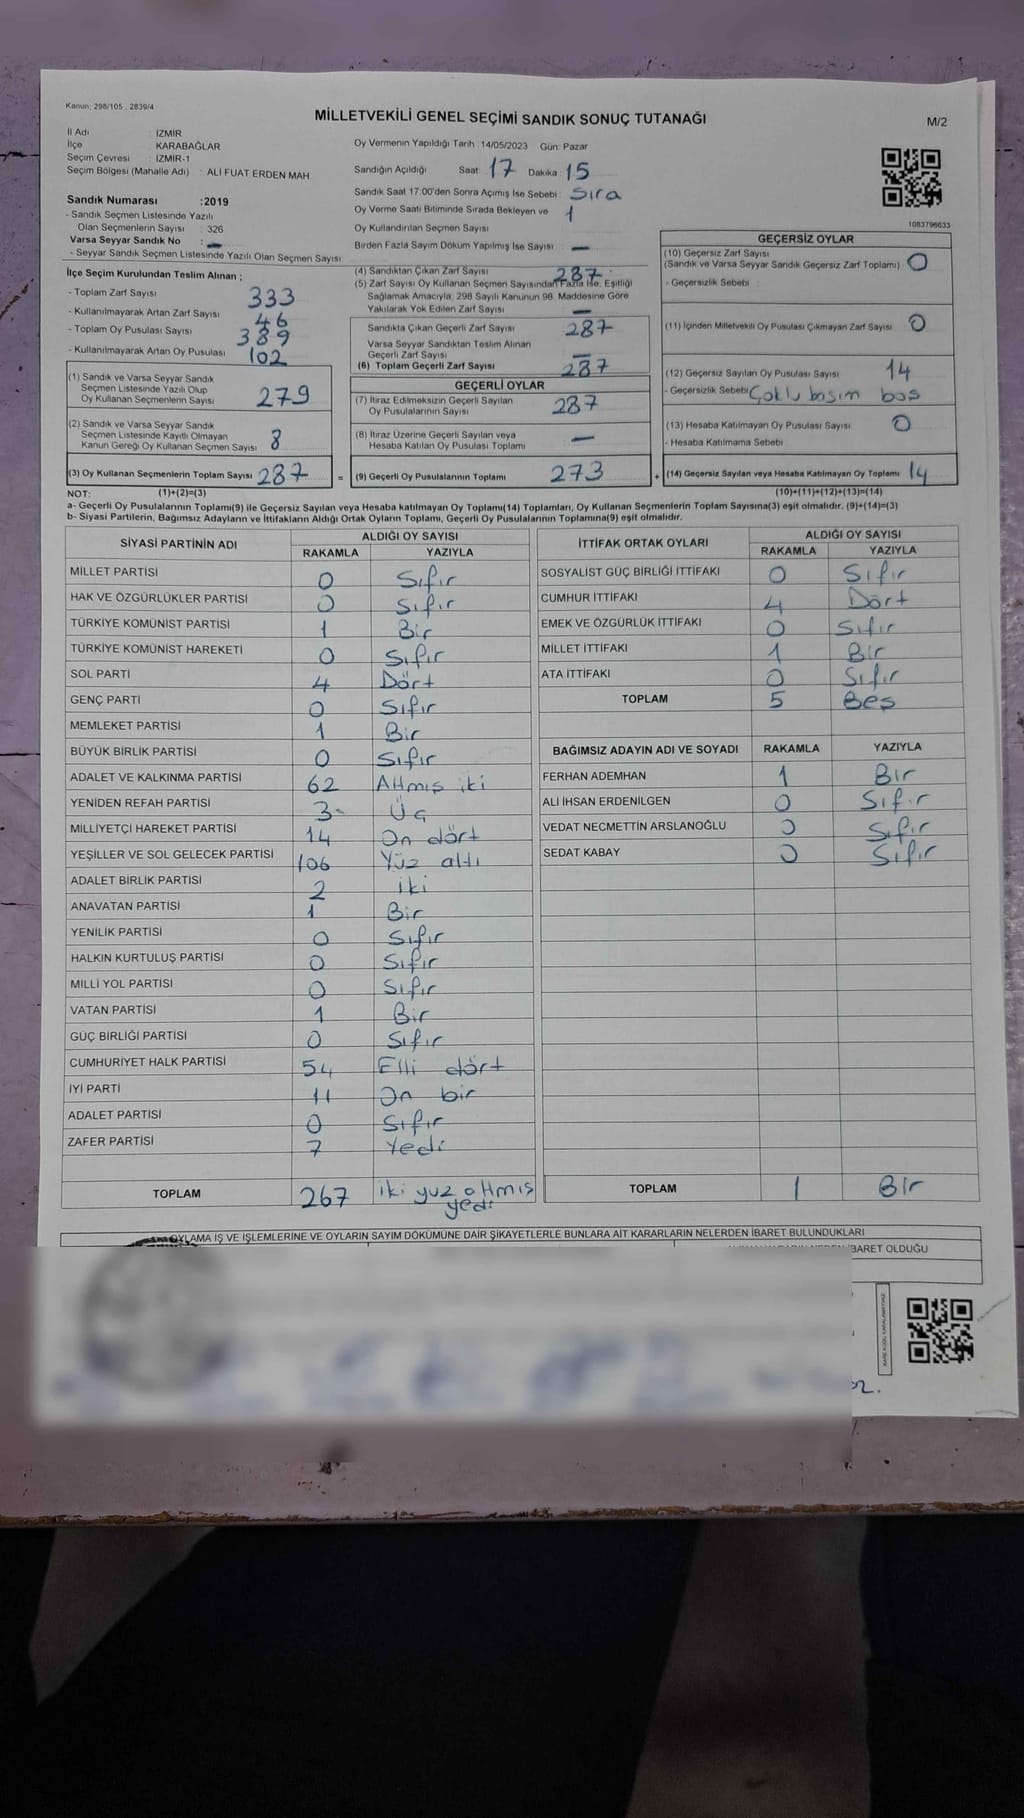 Kanun: 298/105 , 2839/4
MİLLETVEKİLİ GENEL SEÇİMİ SANDIK SONUÇ TUTANAĞI
M/2
İl Adı : İZMİR
İlçe : KARABAĞLAR
Seçim Çevresi : İZMİR-1
Seçim Bölgesi (Mahalle Adı) : ALİ FUAT ERDEN MAH
Sandık Numarası :2019
- Sandık Seçmen Listesinde Yazılı
Olan Seçmenlerin Sayısı : 326
Varsa Seyyar Sandık No : -
- Seyyar Sandık Seçmen Listesinde Yazılı Olan Seçmen Sayısı
Oy Vermenin Yapıldığı Tarih :14/05/2023 Gün: Pazar
Sandığın Açıldığı Saat: 17 Dakika 15
Sandık Saat 17:00'den Sonra Açımış İse Sebebi : Sıra
Oy Verme Saati Bitiminde Sırada Bekleyen ve
Oy Kullandırılan Seçmen Sayısı 1
Birden Fazla Sayım Döküm Yapılmış İse Sayısı : -
1083796633
İlçe Seçim Kurulundan Teslim Alınan ;
- Toplam Zarf Sayısı 333
- Kullanılmayarak Artan Zarf Sayısı 46
- Toplam Oy Pusulası Sayısı 389
- Kullanılmayarak Artan Oy Pusulası 102
(1) Sandık ve Varsa Seyyar Sandık
Seçmen Listesinde Yazılı Olup
Oy Kullanan Seçmenlerin Sayısı 279
(2) Sandık ve Varsa Seyyar Sandık
Seçmen Listesinde Kayıtlı Olmayan
Kanun Gereği Oy Kullanan Seçmen Sayısı 8
(3) Oy Kullanan Seçmenlerin Toplam Sayısı 287 =
(4) Sandıktan Çıkan Zarf Sayısı 287
(5) Zarf Sayısı Oy Kullanan Seçmen Sayısından Fazla İse, Eşitliği
Sağlamak Amacıyla, 298 Sayılı Kanunun 98. Maddesine Göre
Yakılarak Yok Edilen Zarf Sayısı : -
Sandıkta Çıkan Geçerli Zarf Sayısı 287
Varsa Seyyar Sandıktan Teslim Alınan
Geçerli Zarf Sayısı -
(6) Toplam Geçerli Zarf Sayısı 287
GEÇERLİ OYLAR
(7) İtiraz Edilmeksizin Geçerli Sayılan
Oy Pusulalarının Sayısı 287
(8) İtiraz Üzerine Geçerli Sayılan veya
Hesaba Katılan Oy Pusulası Toplamı -
(9) Geçerli Oy Pusulalarının Toplamı 273 +
GEÇERSİZ OYLAR
(10) Geçersiz Zarf Sayısı
(Sandık ve Varsa Seyyar Sandık Geçersiz Zarf Toplamı) 0
- Geçersizlik Sebebi :
(11) İçinden Milletvekili Oy Pusulası Çıkmayan Zarf Sayısı 0
(12) Geçersiz Sayılan Oy Pusulası Sayısı 14
- Geçersizlik Sebebi Çoklu basım boş
(13) Hesaba Katılmayan Oy Pusulası Sayısı 0
- Hesaba Katılmama Sebebi
(14) Geçersiz Sayılan veya Hesaba Katılmayan Oy Toplamı 14
NOT: (1)+(2)=(3) (10)+(11)+(12)+(13)=(14)
a- Geçerli Oy Pusulalarının Toplamı(9) ile Geçersiz Sayılan veya Hesaba katılmayan Oy Toplamı(14) Toplamları, Oy Kullanan Seçmenlerin Toplam Sayısına(3) eşit olmalıdır. (9)+(14)=(3)
b- Siyasi Partilerin, Bağımsız Adayların ve İttifakların Aldığı Ortak Oyların Toplamı, Geçerli Oy Pusulalarının Toplamına(9) eşit olmalıdır.
SİYASİ PARTİNİN ADI ALDIĞI OY SAYISI
RAKAMLA YAZIYLA
MİLLET PARTİSİ 0 Sıfır
HAK VE ÖZGÜRLÜKLER PARTİSİ 0 Sıfır
TÜRKİYE KOMÜNİST PARTİSİ 1 Bir
TÜRKİYE KOMÜNİST HAREKETİ 0 Sıfır
SOL PARTİ 4 Dört
GENÇ PARTİ 0 Sıfır
MEMLEKET PARTİSİ 1 Bir
BÜYÜK BİRLİK PARTİSİ 0 Sıfır
ADALET VE KALKINMA PARTİSİ 62 Altmış iki
YENİDEN REFAH PARTİSİ 3 Üç
MİLLİYETÇİ HAREKET PARTİSİ 14 On dört
YEŞİLLER VE SOL GELECEK PARTİSİ 106 Yüz altı
ADALET BİRLİK PARTİSİ 2 iki
ANAVATAN PARTİSİ 1 Bir
YENİLİK PARTİSİ 0 Sıfır
HALKIN KURTULUŞ PARTİSİ 0 Sıfır
MİLLİ YOL PARTİSİ 0 Sıfır
VATAN PARTİSİ 1 Bir
GÜÇ BİRLİĞİ PARTİSİ 0 Sıfır
CUMHURİYET HALK PARTİSİ 54 Elli dört
İYİ PARTİ 11 On bir
ADALET PARTİSİ 0 Sıfır
ZAFER PARTİSİ 7 Yedi
TOPLAM 267 iki yuz altmış yedi
İTTİFAK ORTAK OYLARI ALDIĞI OY SAYISI
RAKAMLA YAZIYLA
SOSYALİST GÜÇ BİRLİĞİ İTTİFAKI 0 Sıfır
CUMHUR İTTİFAKI 4 Dört
EMEK VE ÖZGÜRLÜK İTTİFAKI 0 Sıfır
MİLLET İTTİFAKI 1 Bir
ATA İTTİFAKI 0 Sıfır
TOPLAM 5 Beş
BAĞIMSIZ ADAYIN ADI VE SOYADI RAKAMLA YAZIYLA
FERHAN ADEMHAN 1 Bir
ALİ İHSAN ERDENİLGEN 0 Sıfır
VEDAT NECMETTİN ARSLANOĞLU 0 Sıfır
SEDAT KABAY 0 Sıfır
TOPLAM 1 Bir
OYLAMA İŞ VE İŞLEMLERİNE VE OYLARIN SAYIM DÖKÜMÜNE DAİR ŞİKAYETLERLE BUNLARA AİT KARARLARIN NELERDEN İBARET BULUNDUKLARI
İBARET OLDUĞU